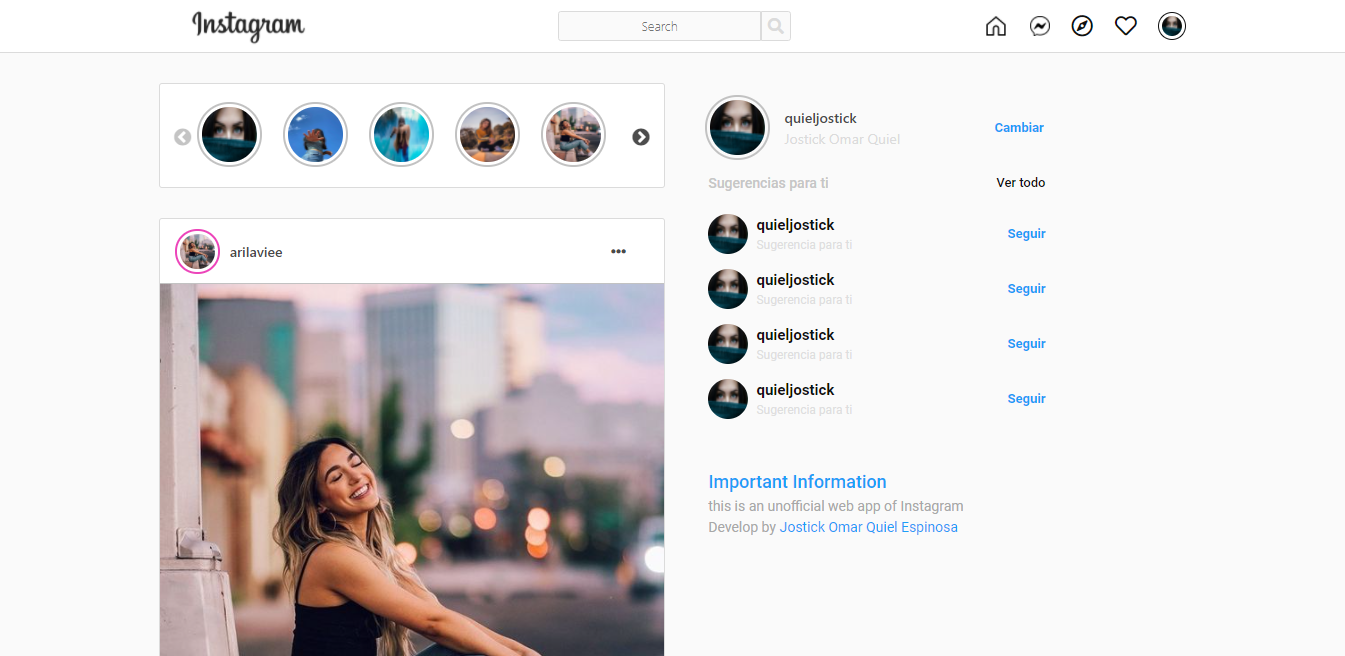 Instagram
Search
quieljostick
Jostick Omar Quiel
Cambiar
Sugerencias para ti
Ver todo
quieljostick
Sugerencia para ti
Seguir
quieljostick
Sugerencia para ti
Seguir
quieljostick
Sugerencia para ti
Seguir
quieljostick
Sugerencia para ti
Seguir
arilaviee
Important Information
this is an unofficial web app of Instagram
Develop by Jostick Omar Quiel Espinosa